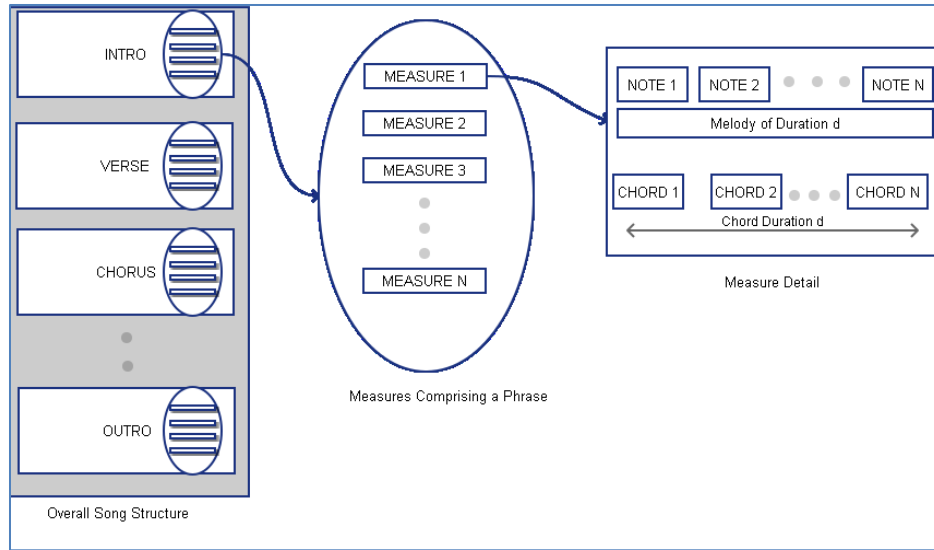 INTRO
VERSE
CHORUS
OUTRO
Overall Song Structure
MEASURE 1
MEASURE 2
MEASURE 3
MEASURE N
Measures Comprising a Phrase
NOTE 1 NOTE 2 NOTE N
Melody of Duration d
CHORD 1 CHORD 2 CHORD N
Chord Duration d
Measure Detail